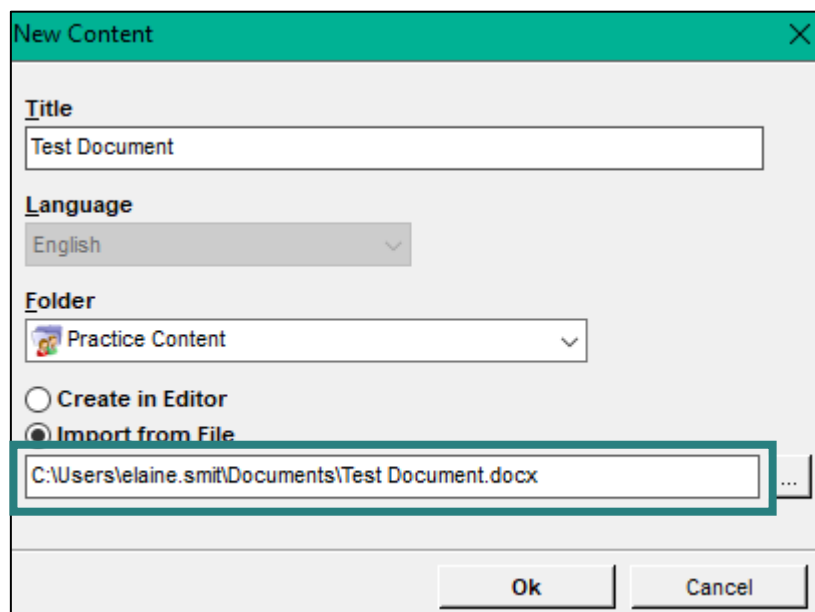 New Content
Title
Test Document
Language
English
Folder
Practice Content
Create in Editor
Import from File
C:\Users\elaine.smit\Documents\Test Document.docx
...
Ok Cancel